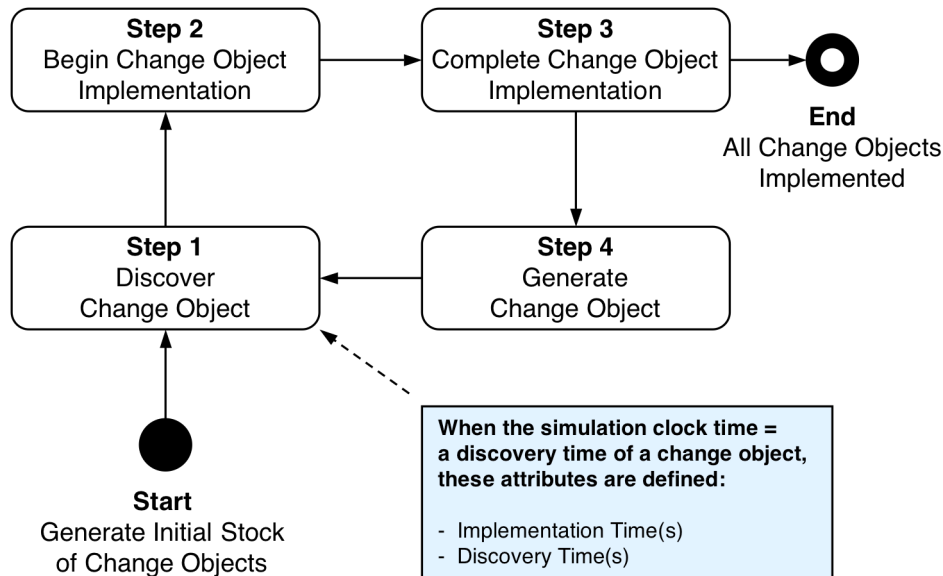 Step 2
Begin Change Object
Implementation
Step 3
Complete Change Object
Implementation
End
All Change Objects
Implemented
Step 1
Discover
Change Object
Step 4
Generate
Change Object
Start
Generate Initial Stock
of Change Objects
When the simulation clock time =
a discovery time of a change object,
these attributes are defined:
- Implementation Time(s)
- Discovery Time(s)